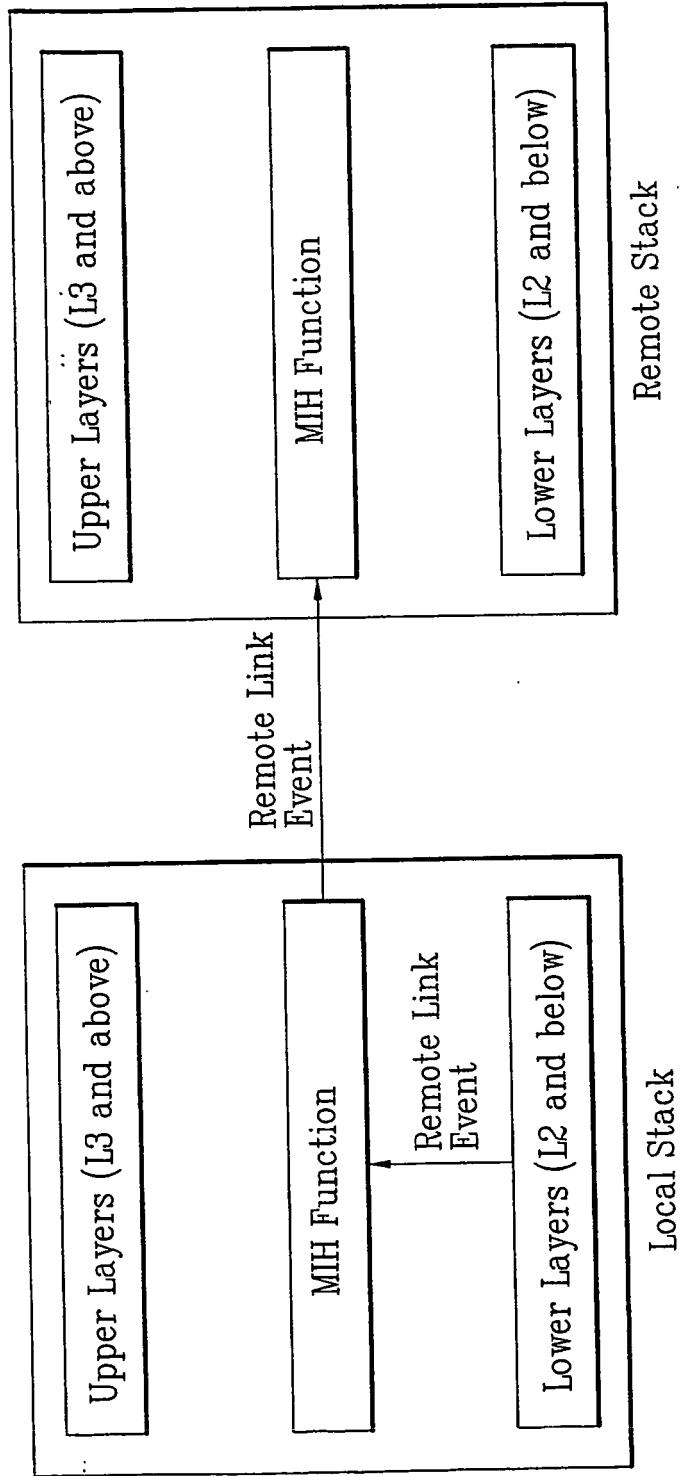 Upper Layers (L3 and above)
MIH Function
Remote Link
Event
Lower Layers (L2 and below)
Local Stack
Remote Link
Event
Upper Layers (L3 and above)
MIH Function
Lower Layers (L2 and below)
Remote Stack